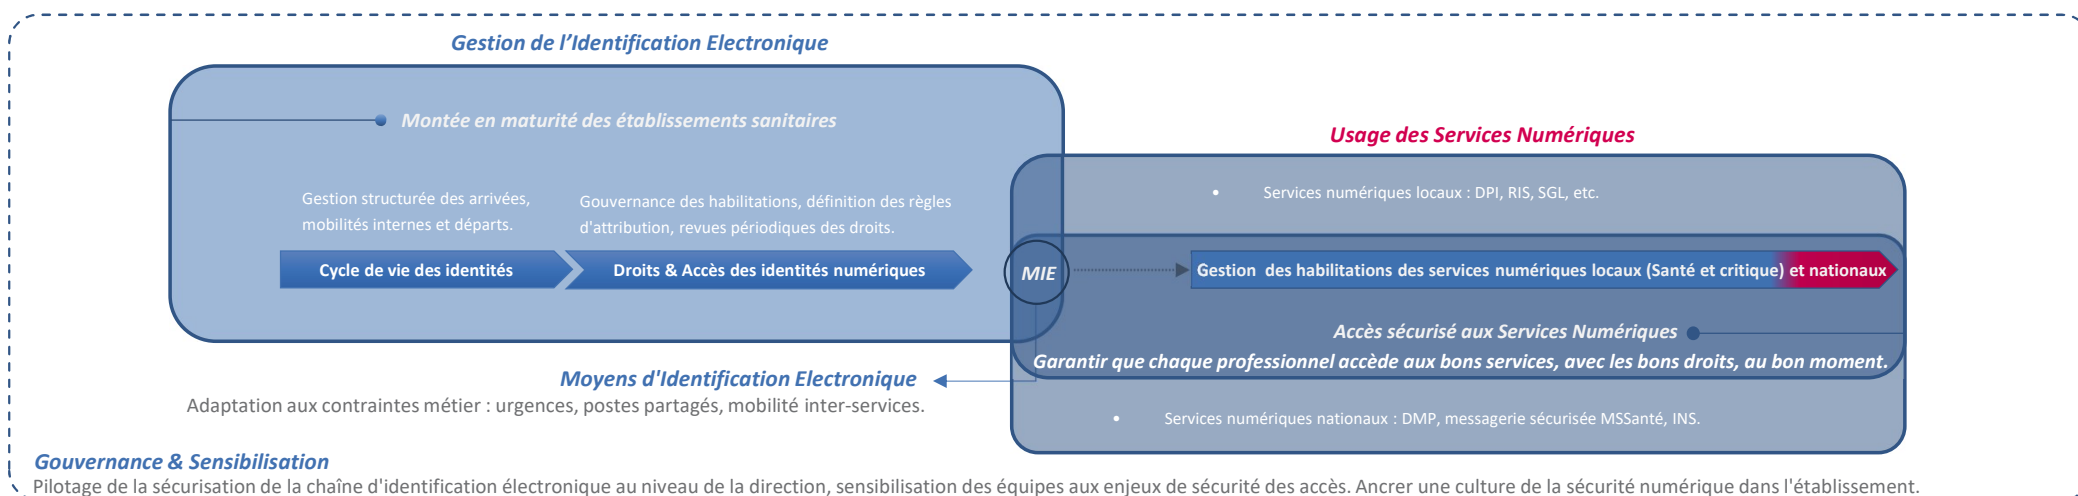 Gestion de l’Identification Electronique
Montée en maturité des établissements sanitaires
Gestion structurée des arrivées,
mobilités internes et départs.
Gouvernance des habilitations, définition des règles
d'attribution, revues périodiques des droits.
Cycle de vie des identités
Droits & Accès des identités numériques
MIE
Usage des Services Numériques
• Services numériques locaux : DPI, RIS, SGL, etc.
Gestion des habilitations des services numériques locaux (Santé et critique) et nationaux
Accès sécurisé aux Services Numériques
Garantir que chaque professionnel accède aux bons services, avec les bons droits, au bon moment.
• Services numériques nationaux : DMP, messagerie sécurisée MSSanté, INS.
Moyens d'Identification Electronique
Adaptation aux contraintes métier : urgences, postes partagés, mobilité inter-services.
Gouvernance & Sensibilisation
Pilotage de la sécurisation de la chaîne d'identification électronique au niveau de la direction, sensibilisation des équipes aux enjeux de sécurité des accès. Ancrer une culture de la sécurité numérique dans l'établissement.